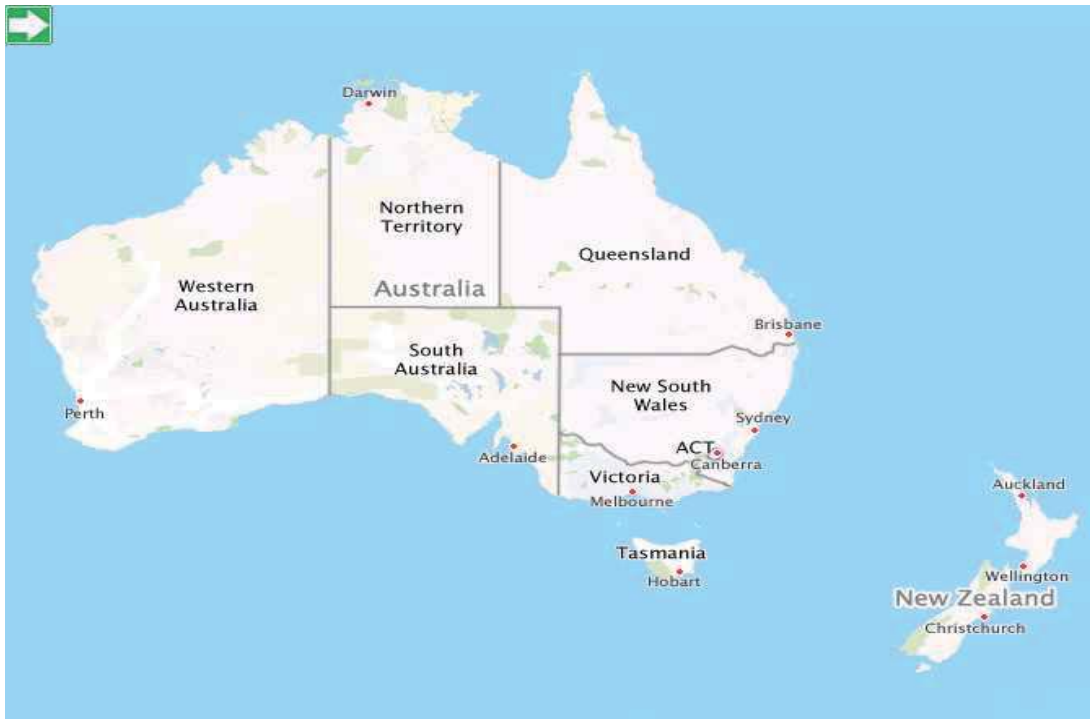 Darwin
Northern
Territory
Queensland
Western
Australia
Australia
Brisbane
South
Australia
New South
Wales
Perth
Sydney
Adelaide
ACT
Canberra
Victoria
Melbourne
Auckland
Tasmania
Hobart
Wellington
New Zealand
Christchurch